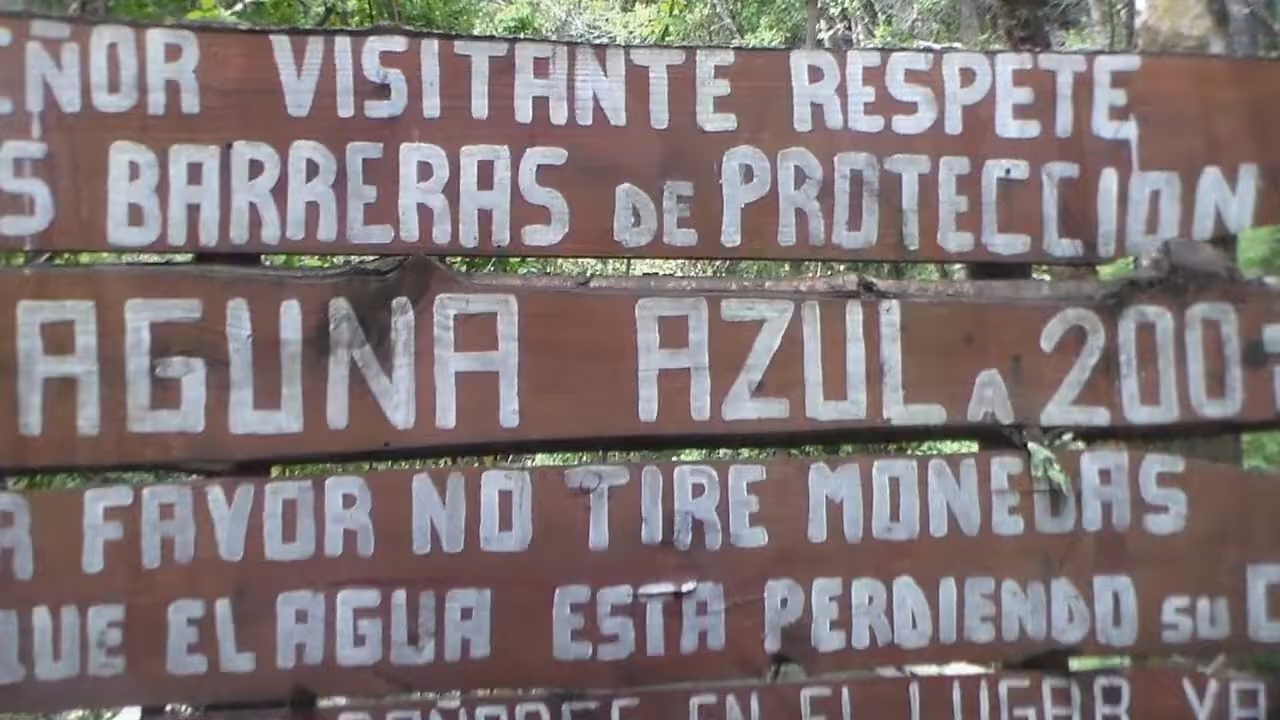 EÑOR VISITANTE RESPETE
S BARRERAS DE PROTECCION
AGUNA AZUL A 200
R FAVOR NO TIRE MONEDAS
QUE EL AGUA ESTA PERDIENDO SU
EN EL LUGAR